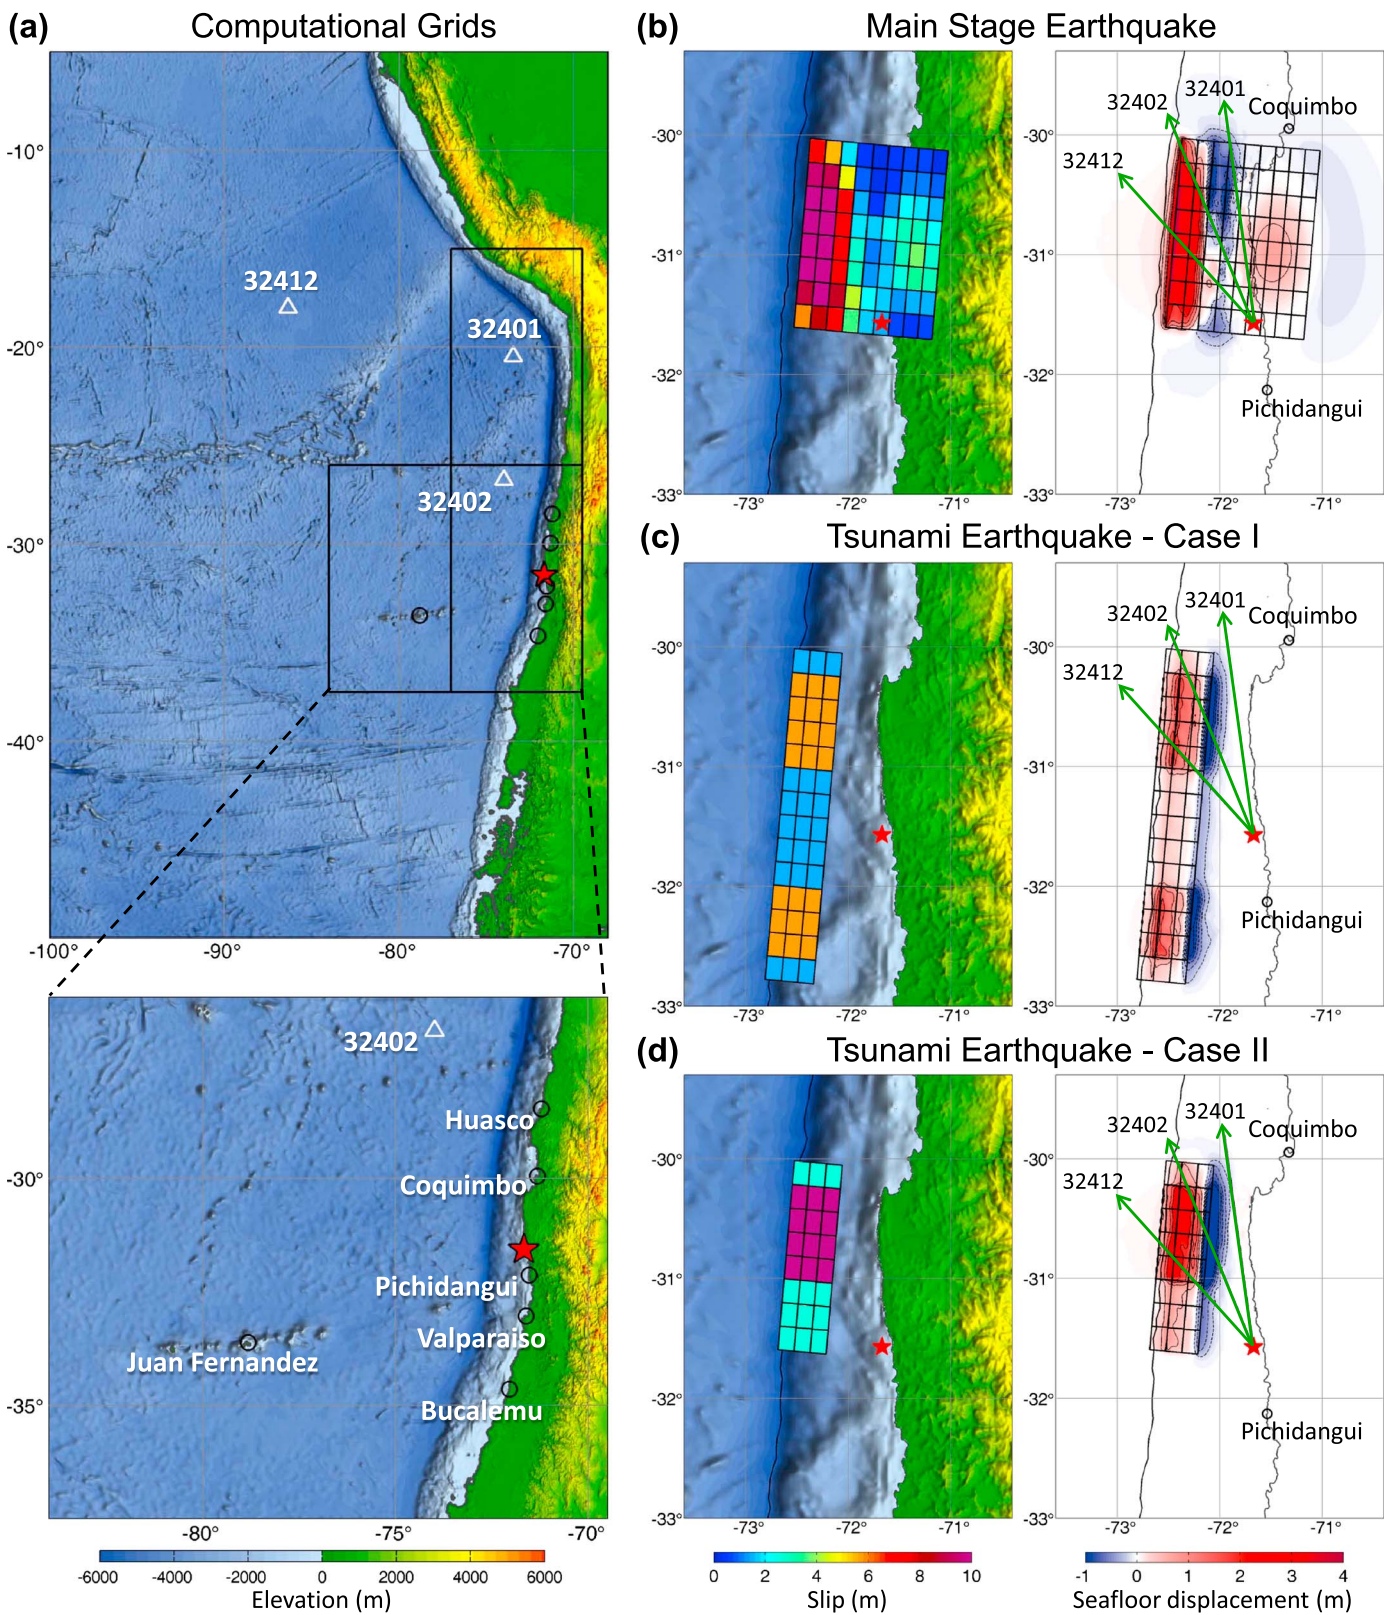 (a) Computational Grids
-10°
-20°
-30°
-40°
-100° -90° -80° -70°
32412
32401
32402
32402
Huasco
Coquimbo
Pichidangui
Valparaiso
Juan Fernandez
Bucalemu
-30°
-35°
-80° -75° -70°
-6000 -4000 -2000 0 2000 4000 6000
Elevation (m)
(b) Main Stage Earthquake
-30°
-31°
-32°
-33°
-73° -72° -71°
32401
32402
Coquimbo
32412
Pichidangui
-30°
-31°
-32°
-33°
-73° -72° -71°
(c) Tsunami Earthquake - Case I
-30°
-31°
-32°
-33°
-73° -72° -71°
32401
32402
Coquimbo
32412
Pichidangui
-30°
-31°
-32°
-33°
-73° -72° -71°
(d) Tsunami Earthquake - Case II
-30°
-31°
-32°
-33°
-73° -72° -71°
32401
32402
Coquimbo
32412
Pichidangui
-30°
-31°
-32°
-33°
-73° -72° -71°
0 2 4 6 8 10
Slip (m)
-1 0 1 2 3 4
Seafloor displacement (m)